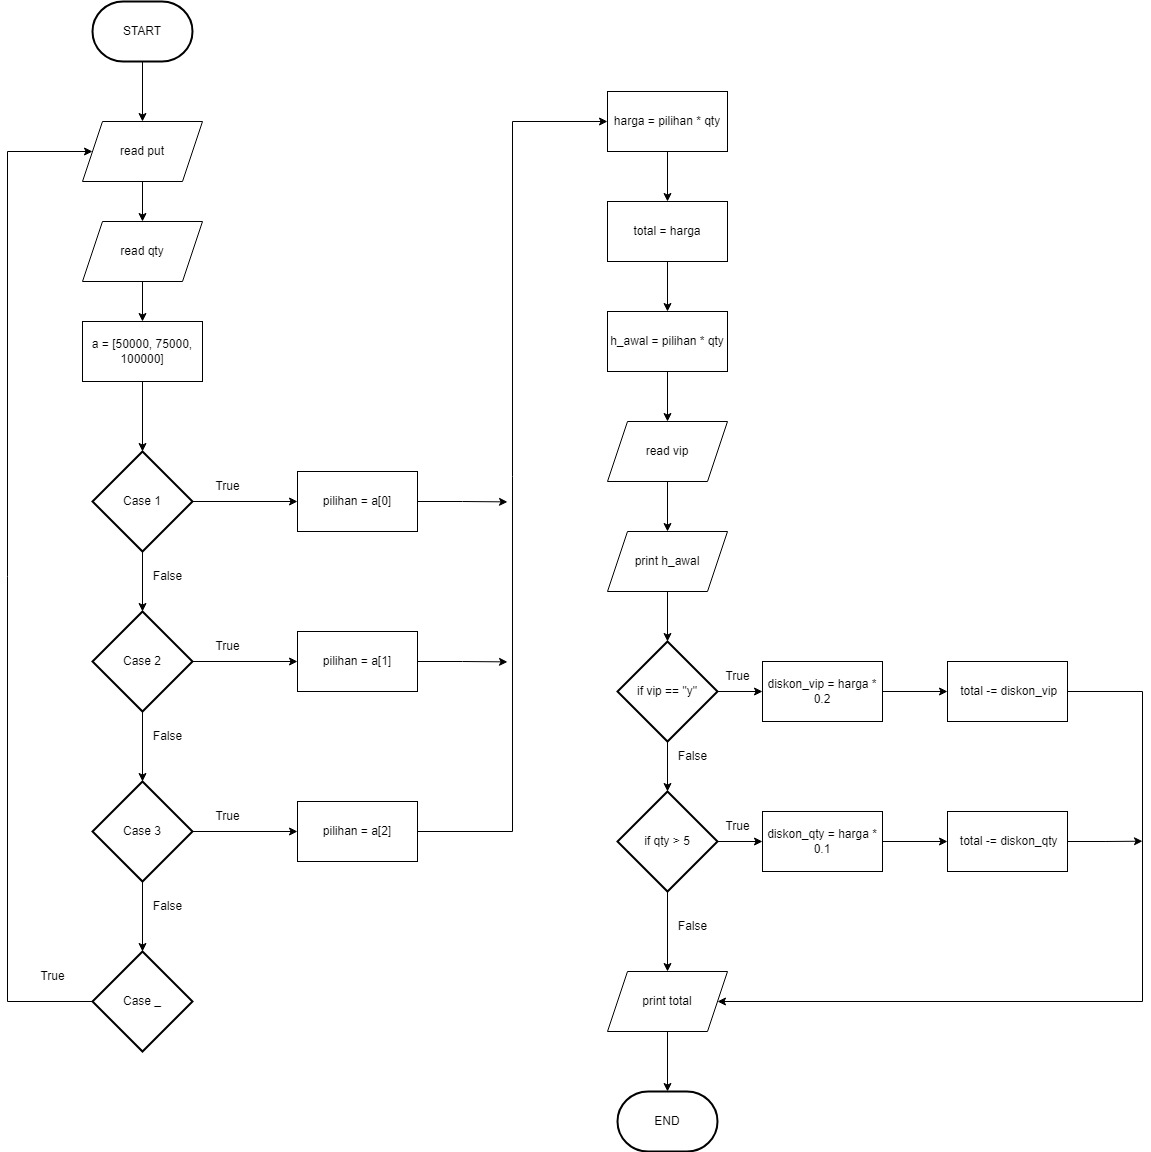 START
read put
read qty
a = [50000, 75000,
100000]
Case 1
True
pilihan = a[0]
False
Case 2
True
pilihan = a[1]
False
Case 3
True
pilihan = a[2]
False
Case _
True
harga = pilihan * qty
total = harga
h_awal = pilihan * qty
read vip
print h_awal
if vip == "y"
True
diskon_vip = harga *
0.2
total -= diskon_vip
False
if qty > 5
True
diskon_qty = harga *
0.1
total -= diskon_qty
False
print total
END